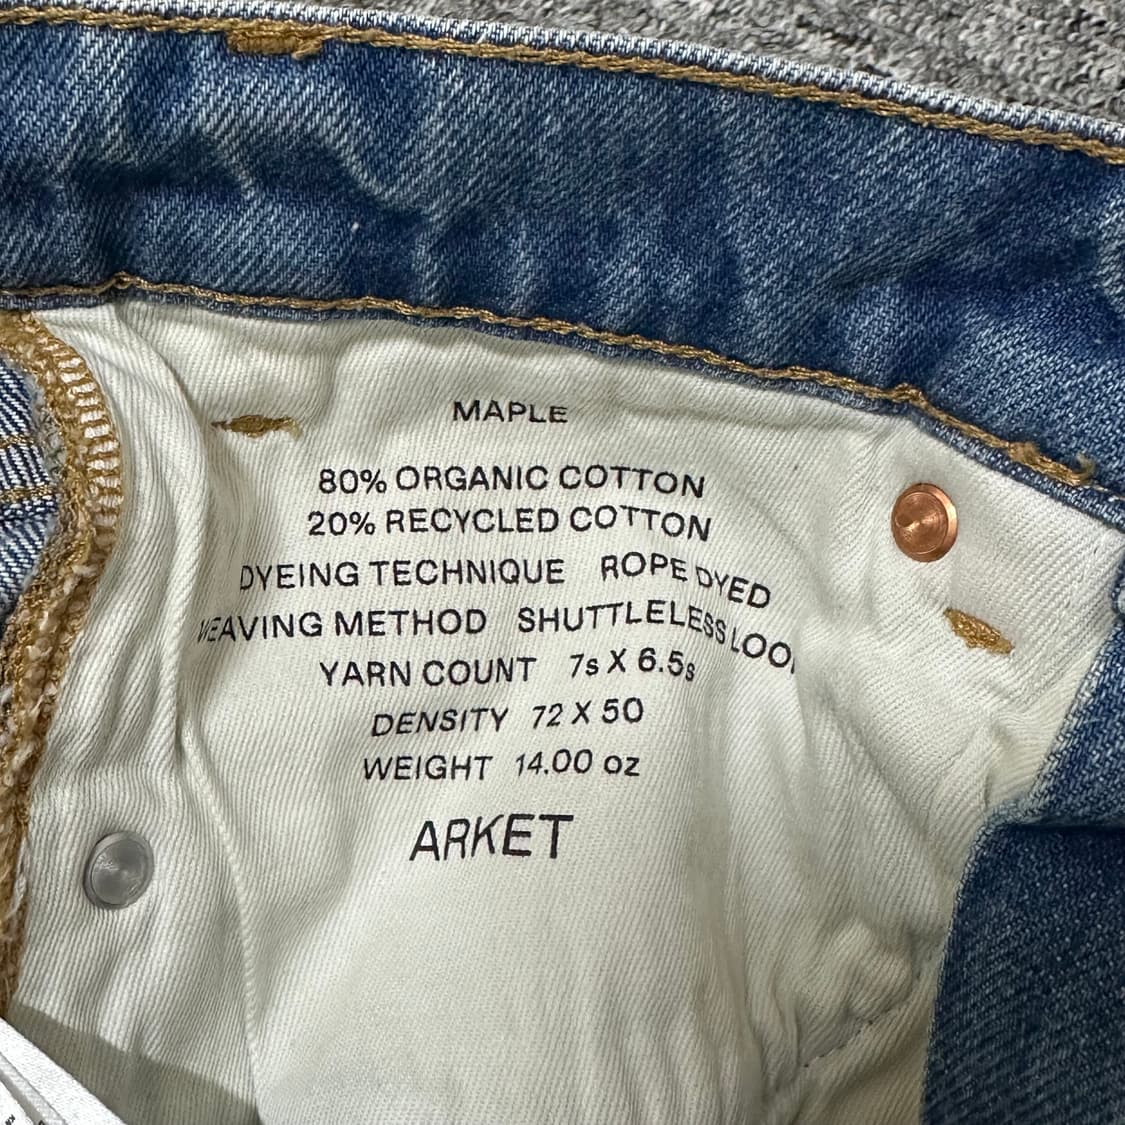 MAPLE
80% ORGANIC COTTON
20% RECYCLED COTTON
DYEING TECHNIQUE ROPE DYED
WEAVING METHOD SHUTTLELESS
YARN COUNT 7s X 6.5s
DENSITY 72 X 50
WEIGHT 14.00 oz
ARKET